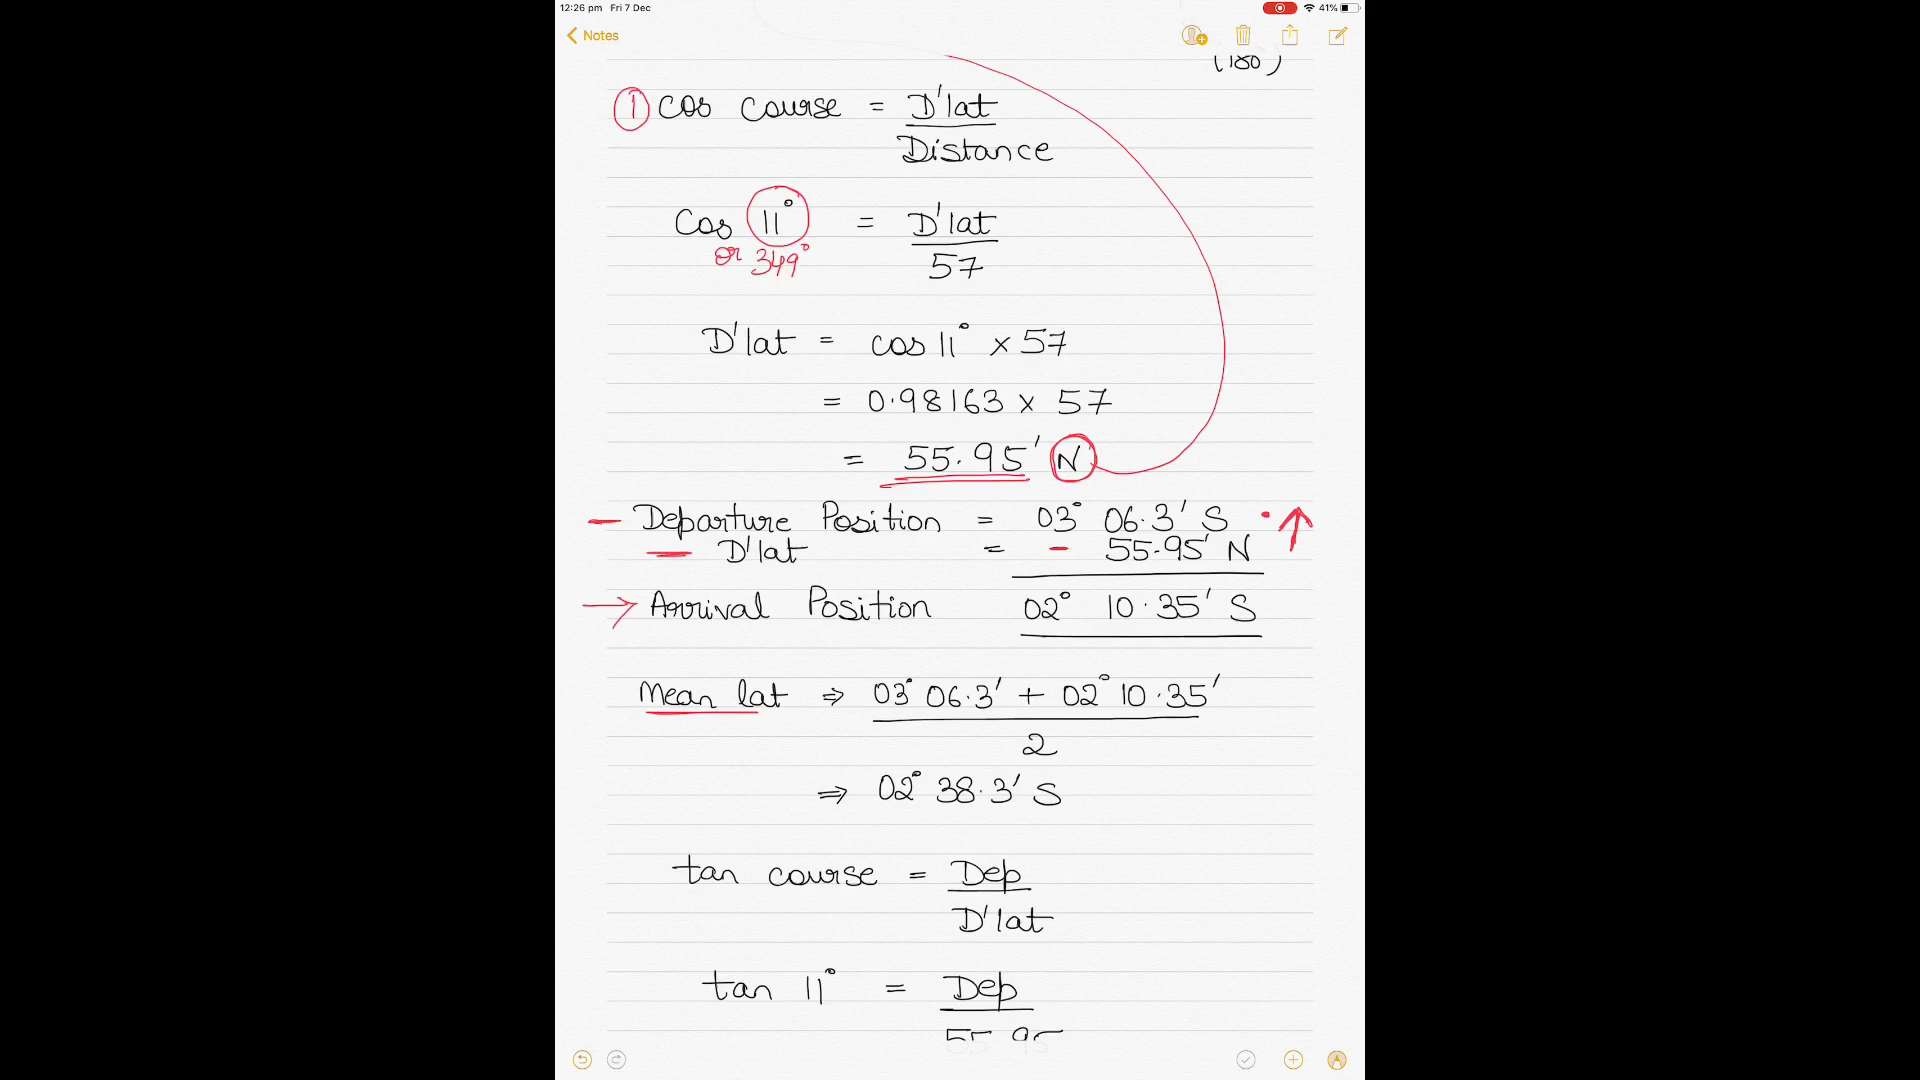 12:26 pm Fri 7 Dec
41%
Notes
(180)
1 Cos Course = D'lat
Distance
Cos 11° = D'lat
or 349°
57
D'lat = cos 11° × 57
= 0.98163 × 57
= 55.95' N
- Departure Position = 03° 06.3' S
- D'lat = - 55.95' N
→ Arrival Position 02° 10.35' S
Mean lat ⇒ 03° 06.3' + 02° 10.35'
2
⇒ 02° 38.3' S
tan course = Dep
D'lat
tan 11° = Dep
55.95